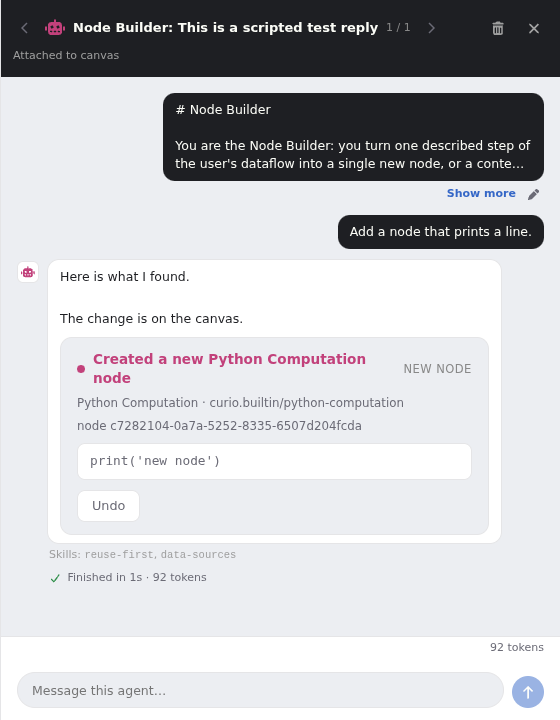 Node Builder: This is a scripted test reply 1 / 1
Attached to canvas
# Node Builder
You are the Node Builder: you turn one described step of
the user's dataflow into a single new node, or a conte...
Show more
Add a node that prints a line.
Here is what I found.
The change is on the canvas.
Created a new Python Computation
node
NEW NODE
Python Computation · curio.builtin/python-computation
node c7282104-0a7a-5252-8335-6507d204fcda
print('new node')
Undo
Skills: reuse-first, data-sources
Finished in 1s · 92 tokens
92 tokens
Message this agent...